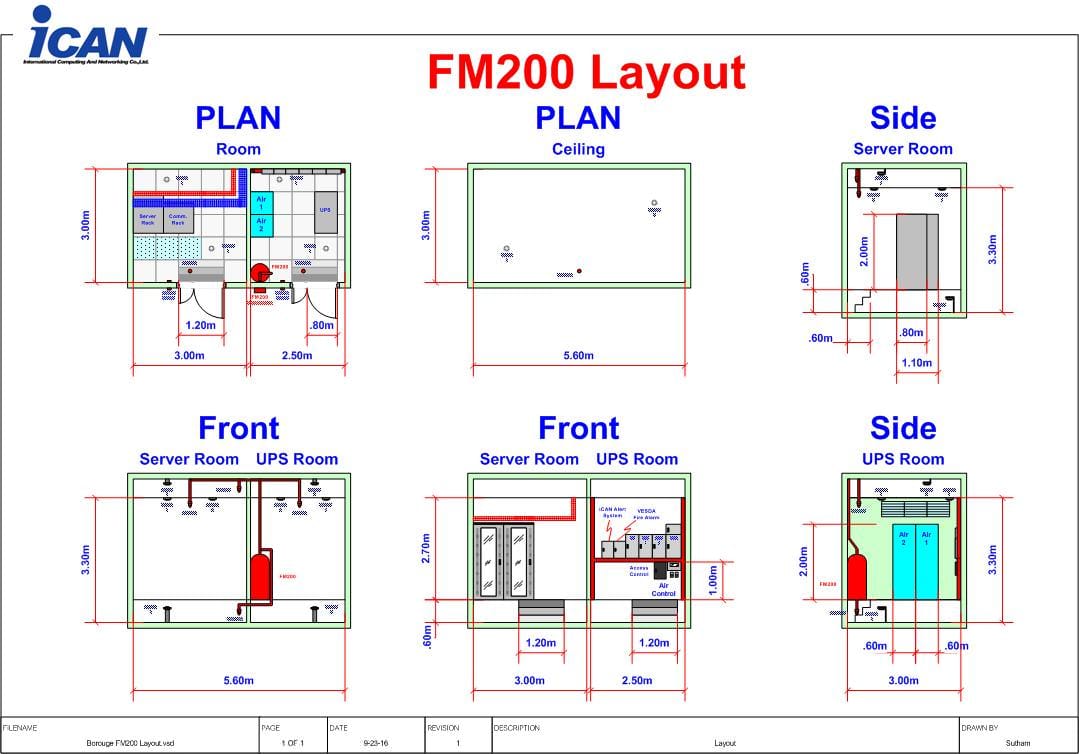 iCAN
International Computing And Networking Co.,Ltd.
FM200 Layout
PLAN
Room
3.00m
Server
Rack
Comm.
Rack
Air
1
Air
2
UPS
FM200
FM200
1.20m
.80m
3.00m
2.50m
PLAN
Ceiling
3.00m
5.60m
Side
Server Room
2.00m
3.30m
.60m
.60m
.80m
1.10m
Front
Server Room UPS Room
3.30m
FM200
5.60m
Front
Server Room UPS Room
2.70m
iCAN Alert
System
VESDA
Fire Alarm
Access
Control
Air
Control
1.00m
.60m
1.20m
1.20m
3.00m
2.50m
Side
UPS Room
2.00m
Air
2
Air
1
FM200
3.30m
.60m
.60m
3.00m
FILENAME
Borouge FM200 Layout.vsd
PAGE
1 OF 1
DATE
9-23-16
REVISION
1
DESCRIPTION
Layout
DRAWN BY
Sutham